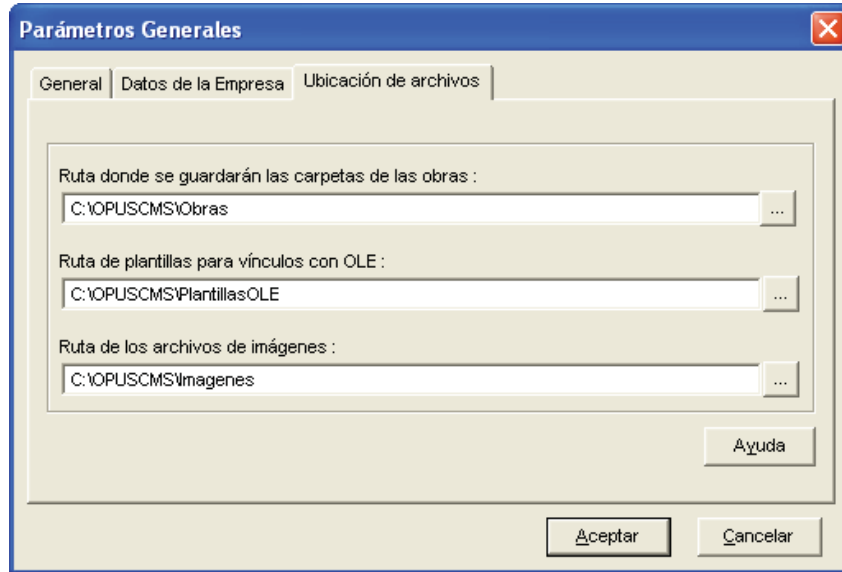 Parámetros Generales
General Datos de la Empresa Ubicación de archivos
Ruta donde se guardarán las carpetas de las obras :
C:\OPUSCMS\Obras ...
Ruta de plantillas para vínculos con OLE :
C:\OPUSCMS\PlantillasOLE ...
Ruta de los archivos de imágenes :
C:\OPUSCMS\Imagenes ...
Ayuda
Aceptar Cancelar